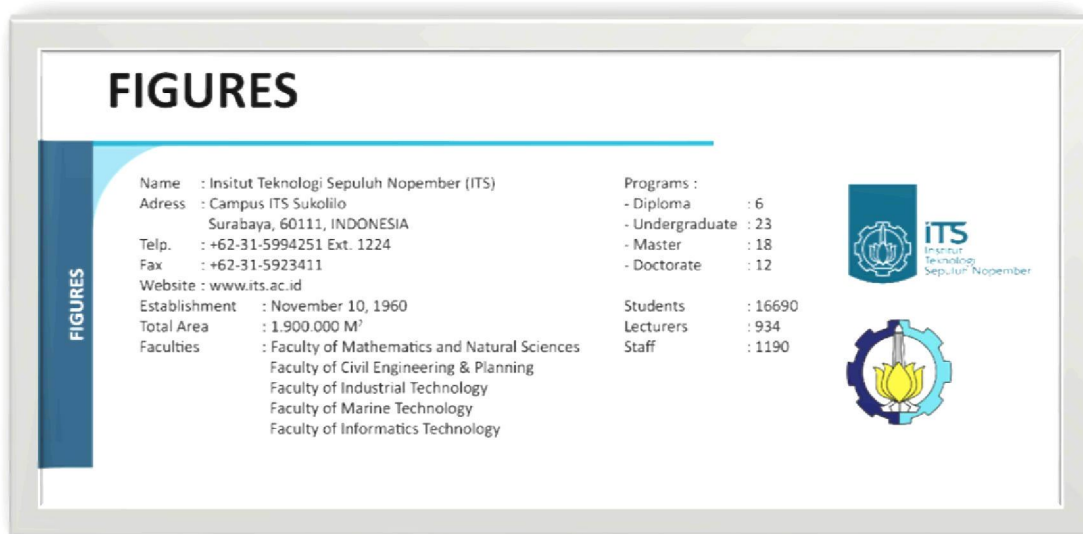 FIGURES
FIGURES
Name : Insitut Teknologi Sepuluh Nopember (ITS)
Adress : Campus ITS Sukolilo
Surabaya, 60111, INDONESIA
Telp. : +62-31-5994251 Ext. 1224
Fax : +62-31-5923411
Website : www.its.ac.id
Establishment : November 10, 1960
Total Area : 1.900.000 M²
Faculties : Faculty of Mathematics and Natural Sciences
Faculty of Civil Engineering & Planning
Faculty of Industrial Technology
Faculty of Marine Technology
Faculty of Informatics Technology
Programs :
- Diploma : 6
- Undergraduate : 23
- Master : 18
- Doctorate : 12
Students : 16690
Lecturers : 934
Staff : 1190
iTS
Institut
Teknologi
Sepuluh Nopember